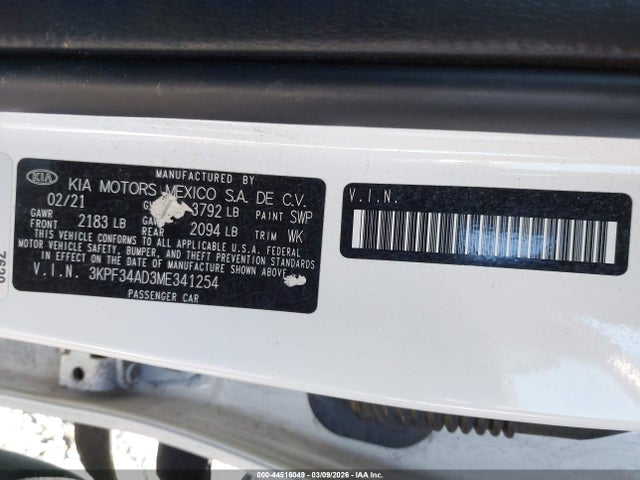 KIA
MANUFACTURED BY
KIA MOTORS MEXICO S.A. DE C.V.
02/21 3792 LB PAINT SWP
GAWR FRONT 2183 LB REAR 2094 LB TRIM WK
THIS VEHICLE CONFORMS TO ALL APPLICABLE U.S.A. FEDERAL
MOTOR VEHICLE SAFETY, BUMPER, AND THEFT PREVENTION STANDARDS
IN EFFECT ON THE DATE OF MANUFACTURE SHOWN ABOVE.
V.I.N. 3KPF34AD3ME341254
PASSENGER CAR
V.I.N.
000-44516049 - 03/09/2026 - IAA Inc.